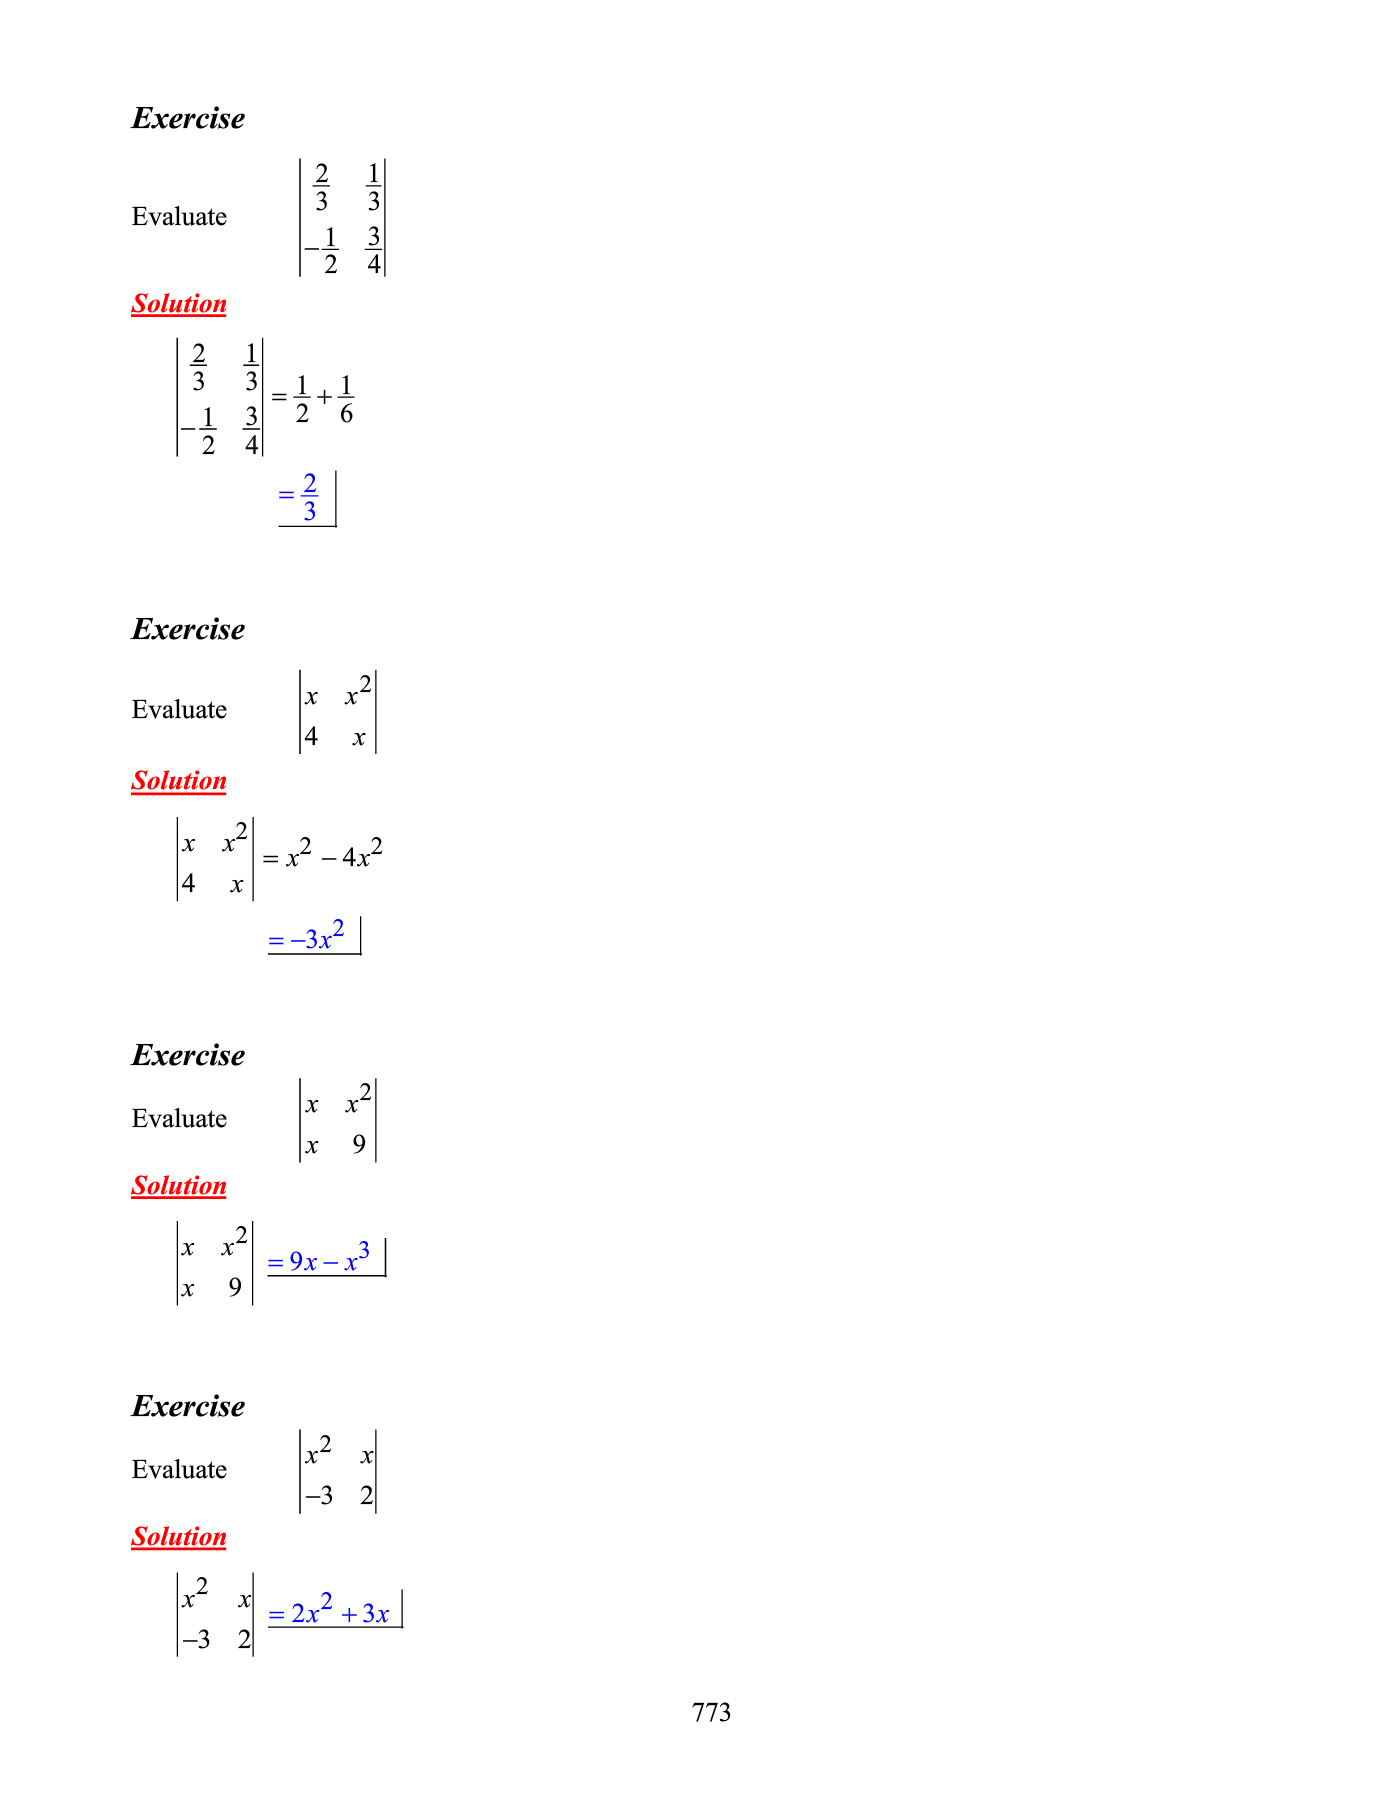 Exercise
Evaluate $\begin{vmatrix} \frac{2}{3} & \frac{1}{3} \\ -\frac{1}{2} & \frac{3}{4} \end{vmatrix}$
Solution
$\begin{vmatrix} \frac{2}{3} & \frac{1}{3} \\ -\frac{1}{2} & \frac{3}{4} \end{vmatrix} = \frac{1}{2} + \frac{1}{6}$
$= \frac{2}{3}$
Exercise
Evaluate $\begin{vmatrix} x & x^2 \\ 4 & x \end{vmatrix}$
Solution
$\begin{vmatrix} x & x^2 \\ 4 & x \end{vmatrix} = x^2 - 4x^2$
$= -3x^2$
Exercise
Evaluate $\begin{vmatrix} x & x^2 \\ x & 9 \end{vmatrix}$
Solution
$\begin{vmatrix} x & x^2 \\ x & 9 \end{vmatrix} = 9x - x^3$
Exercise
Evaluate $\begin{vmatrix} x^2 & x \\ -3 & 2 \end{vmatrix}$
Solution
$\begin{vmatrix} x^2 & x \\ -3 & 2 \end{vmatrix} = 2x^2 + 3x$
773